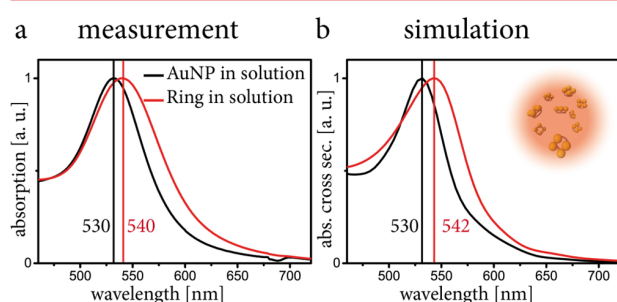 a measurement
1
AuNP in solution
Ring in solution
absorption [a. u.]
530 540
0
500 550 600 650 700
wavelength [nm]
b simulation
1
abs. cross sec. [a. u.]
530 542
0
500 550 600 650 700
wavelength [nm]